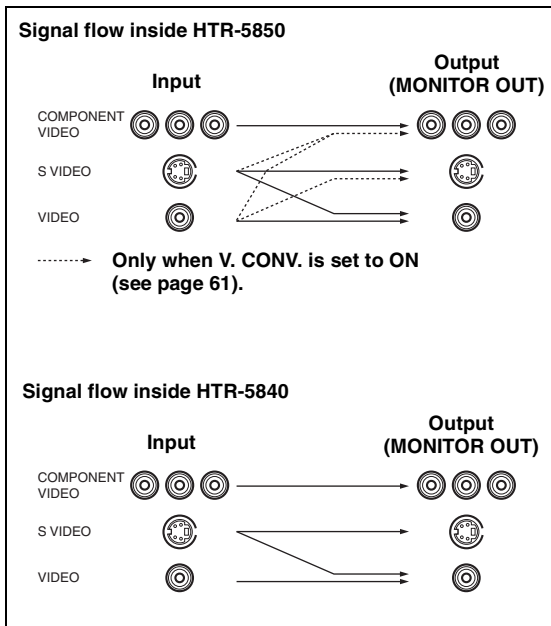 Signal flow inside HTR-5850
Input
Output
(MONITOR OUT)
COMPONENT
VIDEO
S VIDEO
VIDEO
Only when V. CONV. is set to ON
(see page 61).
Signal flow inside HTR-5840
Input
Output
(MONITOR OUT)
COMPONENT
VIDEO
S VIDEO
VIDEO